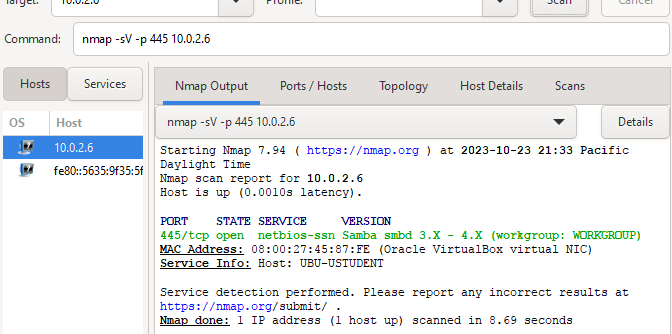 Target: 10.0.2.6 Profile: Scan Cancel
Command: nmap -sV -p 445 10.0.2.6
Hosts Services
Nmap Output Ports / Hosts Topology Host Details Scans
OS Host
10.0.2.6
fe80::5635:9f35:5f
nmap -sV -p 445 10.0.2.6 Details
Starting Nmap 7.94 ( https://nmap.org ) at 2023-10-23 21:33 Pacific
Daylight Time
Nmap scan report for 10.0.2.6
Host is up (0.0010s latency).
PORT STATE SERVICE VERSION
445/tcp open netbios-ssn Samba smbd 3.X - 4.X (workgroup: WORKGROUP)
MAC Address: 08:00:27:45:87:FE (Oracle VirtualBox virtual NIC)
Service Info: Host: UBU-USTUDENT
Service detection performed. Please report any incorrect results at
https://nmap.org/submit/ .
Nmap done: 1 IP address (1 host up) scanned in 8.69 seconds